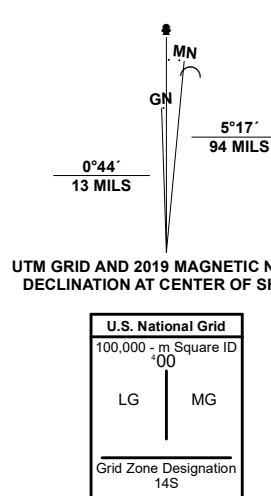 MN
GN
5°17´
94 MILS
0°44´
13 MILS
UTM GRID AND 2019 MAGNETIC N
DECLINATION AT CENTER OF SH
U.S. National Grid
100,000 - m Square ID
⁴00
LG MG
Grid Zone Designation
14S